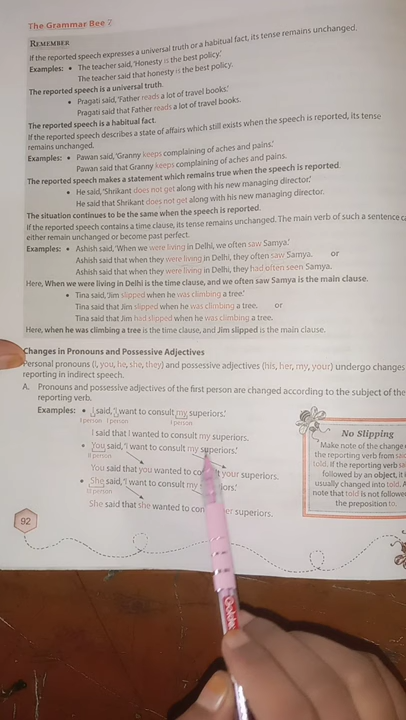 The Grammar Bee 7
REMEMBER
If the reported speech expresses a universal truth or a habitual fact, its tense remains unchanged.
Examples: • The teacher said, 'Honesty is the best policy.'
The teacher said that honesty is the best policy.
The reported speech is a universal truth.
• Pragati said, 'Father reads a lot of travel books.'
Pragati said that Father reads a lot of travel books.
The reported speech is a habitual fact.
If the reported speech describes a state of affairs which still exists when the speech is reported, its tense
remains unchanged.
Examples: • Pawan said, 'Granny keeps complaining of aches and pains.'
Pawan said that Granny keeps complaining of aches and pains.
The reported speech makes a statement which remains true when the speech is reported.
• He said, 'Shrikant does not get along with his new managing director.'
He said that Shrikant does not get along with his new managing director.
The situation continues to be the same when the speech is reported.
If the reported speech contains a time clause, its tense remains unchanged. The main verb of such a sentence
either remain unchanged or become past perfect.
Examples: • Ashish said, 'When we were living in Delhi, we often saw Samya.'
Ashish said that when they were living in Delhi, they often saw Samya. or
Ashish said that when they were living in Delhi, they had often seen Samya.
Here, When we were living in Delhi is the time clause, and we often saw Samya is the main clause.
• Tina said, 'Jim slipped when he was climbing a tree.'
Tina said that Jim slipped when he was climbing a tree. or
Tina said that Jim had slipped when he was climbing a tree.
Here, when he was climbing a tree is the time clause, and Jim slipped is the main clause.
Changes in Pronouns and Possessive Adjectives
Personal pronouns (I, you, he, she, they) and possessive adjectives (his, her, my, your) undergo changes
reporting in indirect speech.
A. Pronouns and possessive adjectives of the first person are changed according to the subject of the
reporting verb.
Examples: • I said, 'I want to consult my superiors.'
I person I person I person
I said that I wanted to consult my superiors.
• You said, 'I want to consult my superiors.'
II person
You said that you wanted to your superiors.
• She said, 'I want to consult my
III person
She said that she wanted to superiors.
No Slipping
Make note of the change
the reporting verb from
told. If the reporting verb
followed by an object, it
usually changed into told.
note that told is not followed
the preposition to.
92